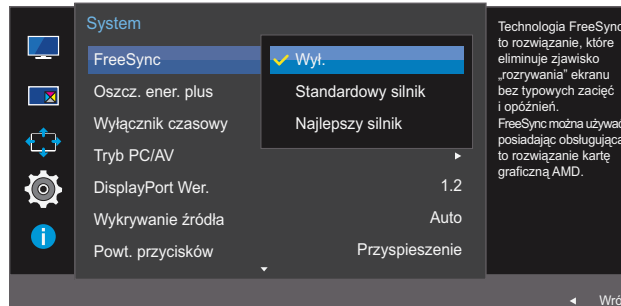 System
FreeSync
Wył.
Standardowy silnik
Najlepszy silnik
Oszcz. ener. plus
Wyłącznik czasowy
Tryb PC/AV
DisplayPort Wer. 1.2
Wykrywanie źródła Auto
Powt. przycisków Przyspieszenie
Technologia FreeSync
to rozwiązanie, które
eliminuje zjawisko
„rozrywania” ekranu
bez typowych zacięć
i opóźnień.
FreeSync można używać
posiadając obsługującą
to rozwiązanie kartę
graficzną AMD.
Wró